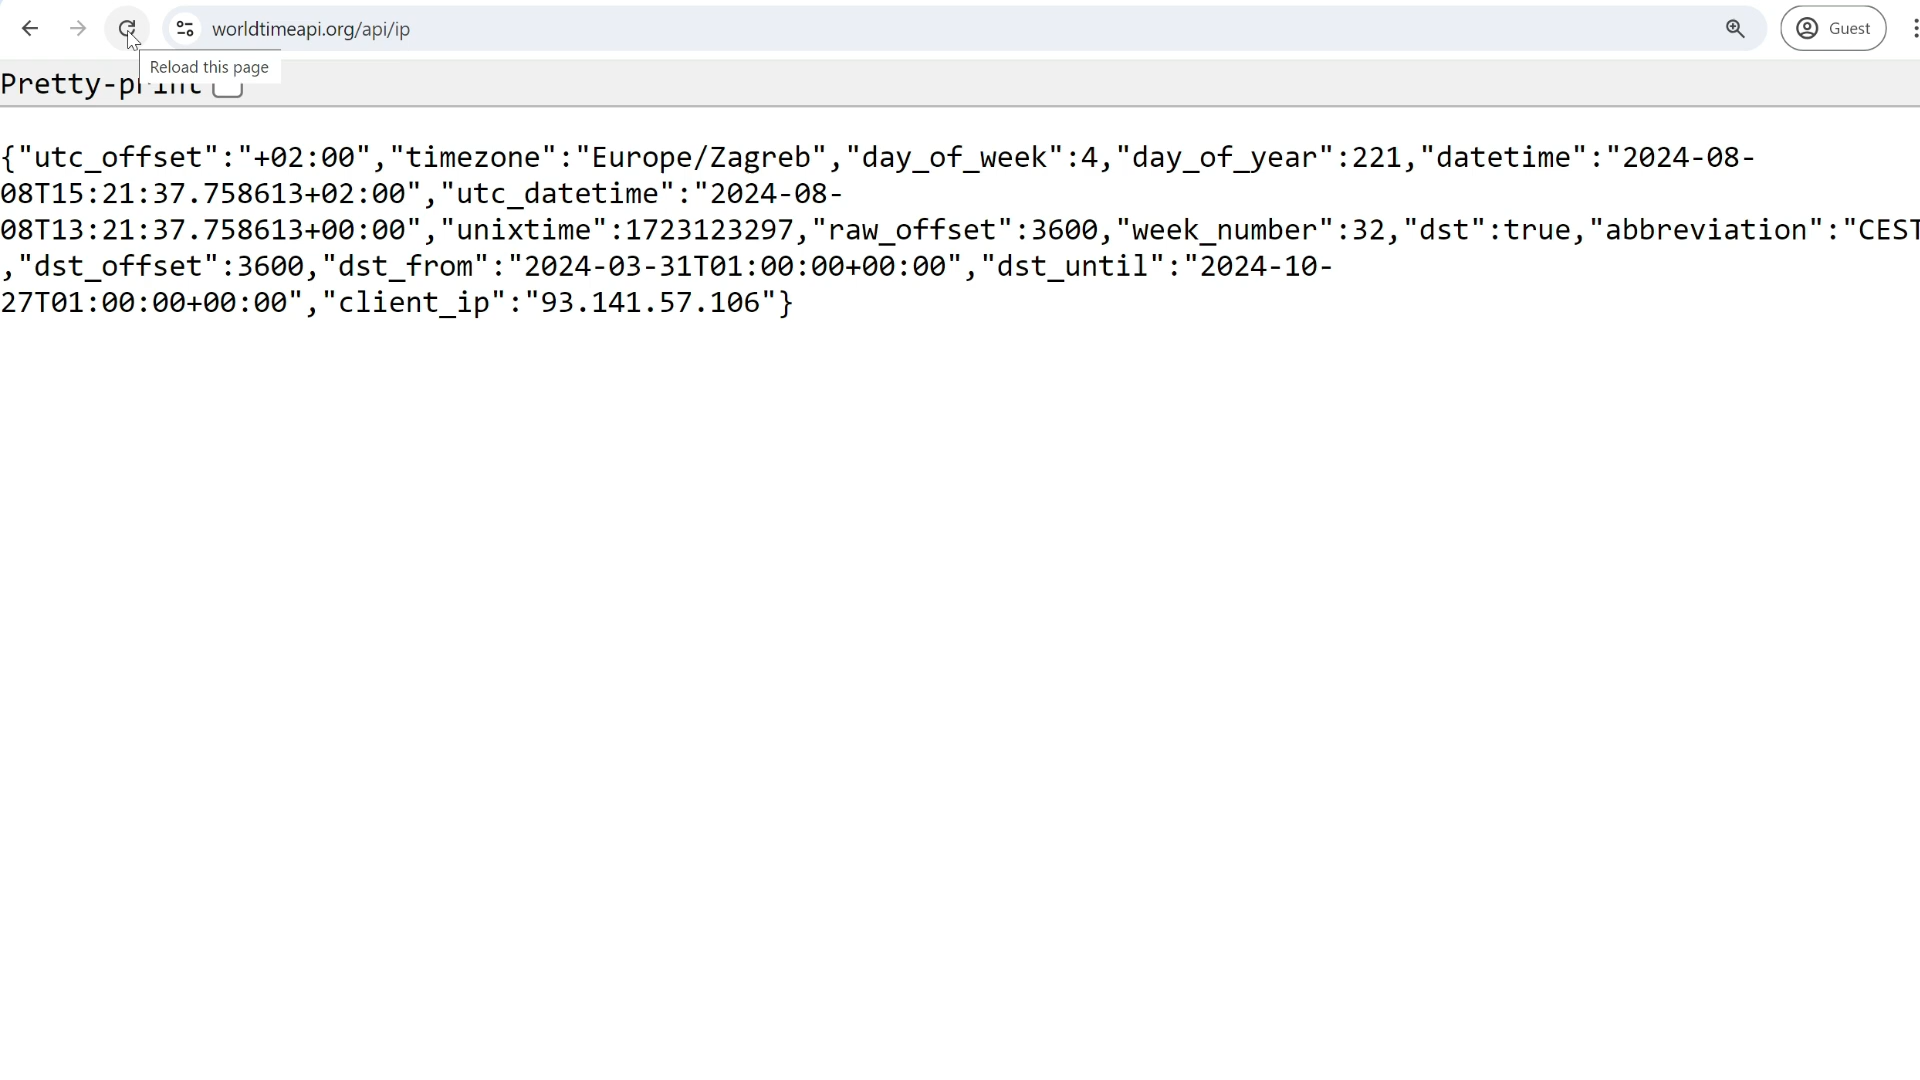 worldtimeapi.org/api/ip
Guest
Reload this page
Pretty-print
{"utc_offset":"+02:00","timezone":"Europe/Zagreb","day_of_week":4,"day_of_year":221,"datetime":"2024-08-
08T15:21:37.758613+02:00","utc_datetime":"2024-08-
08T13:21:37.758613+00:00","unixtime":1723123297,"raw_offset":3600,"week_number":32,"dst":true,"abbreviation":"CEST
,"dst_offset":3600,"dst_from":"2024-03-31T01:00:00+00:00","dst_until":"2024-10-
27T01:00:00+00:00","client_ip":"93.141.57.106"}